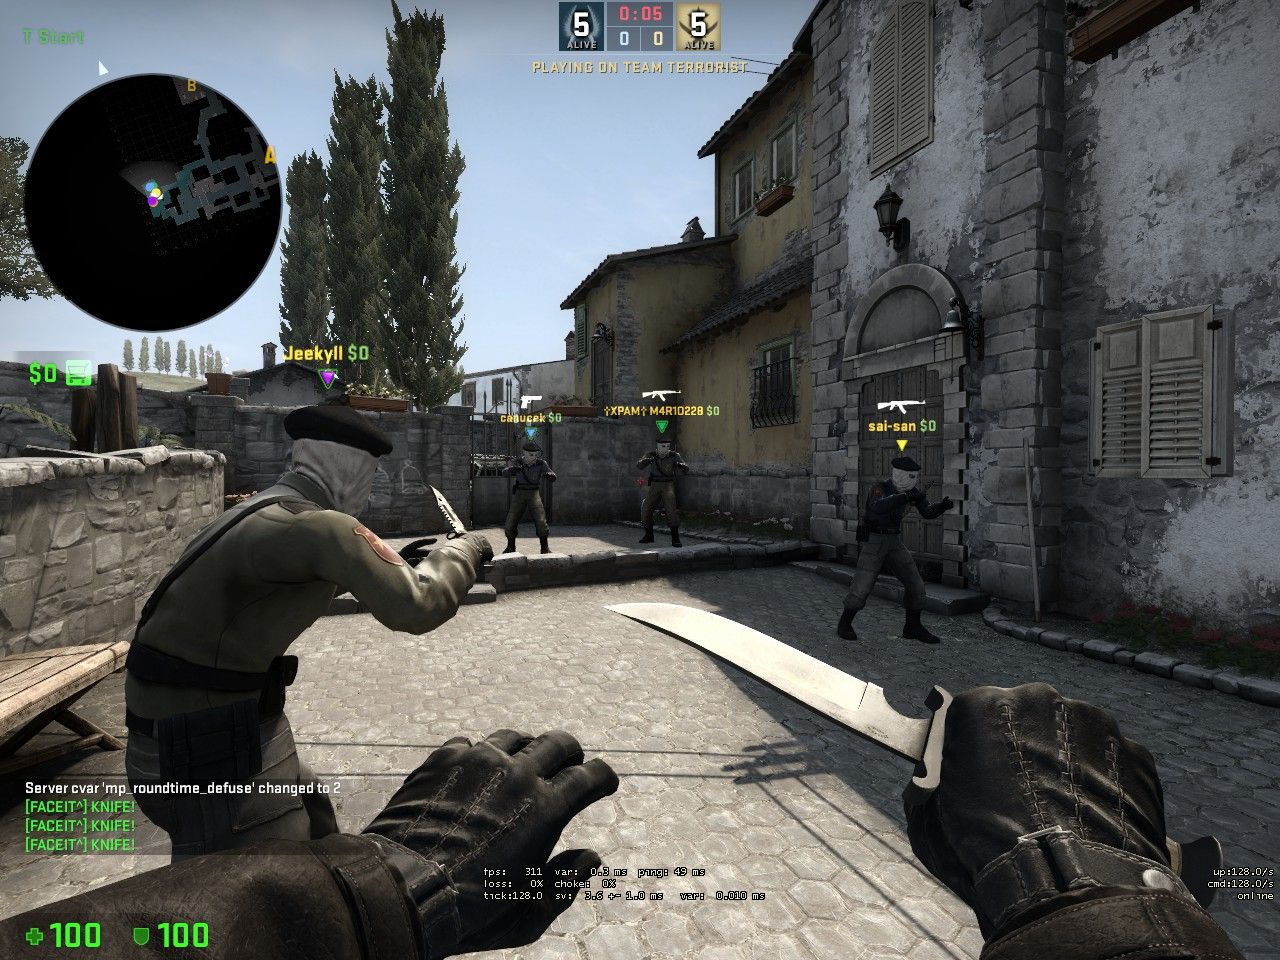 T Start
5 0:05 5
ALIVE 0 0 ALIVE
PLAYING ON TEAM TERRORIST
B
A
$0
Jeekyll $0
canucek $0
†XPAM† M4R10228 $0
sai-san $0
Server cvar 'mp_roundtime_defuse' changed to 2
[FACEIT^] KNIFE!
[FACEIT^] KNIFE!
[FACEIT^] KNIFE!
fps: 311 var: 0.3 ms ping: 49 ms
loss: 0% choke: 0%
tick:128.0 sv: 3.6 +- 1.0 ms var: 0.010 ms
up:128.0/s
cmd:128.0/s
online
100 100